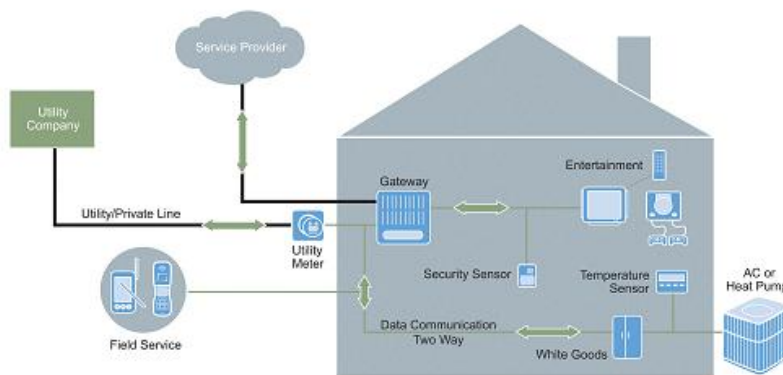 Service Provider
Utility
Company
Entertainment
Gateway
Utility/Private Line
Utility
Meter
Security Sensor
Temperature
Sensor
AC or
Heat Pump
Field Service
Data Communication
Two Way
White Goods